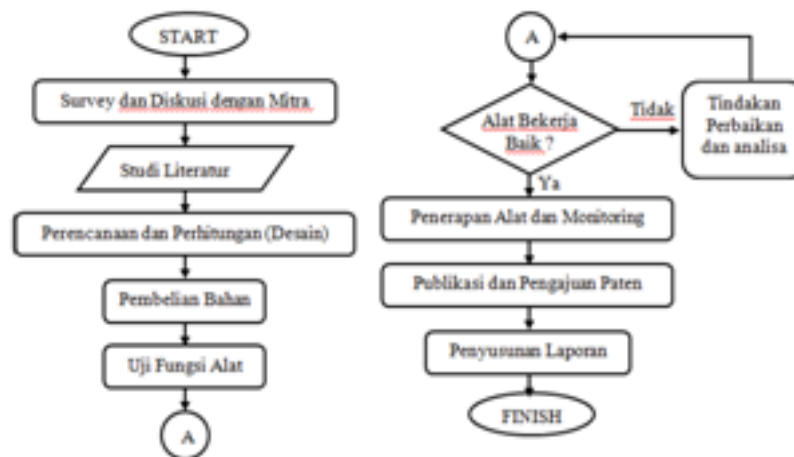 START
Survey dan Diskusi dengan Mitra
Studi Literatur
Perencanaan dan Perhitungan (Desain)
Pembelian Bahan
Uji Fungsi Alat
A
A
Alat Bekerja
Baik ?
Tidak
Tindakan
Perbaikan
dan analisa
Ya
Penerapan Alat dan Monitoring
Publikasi dan Pengajuan Paten
Penyusunan Laporan
FINISH